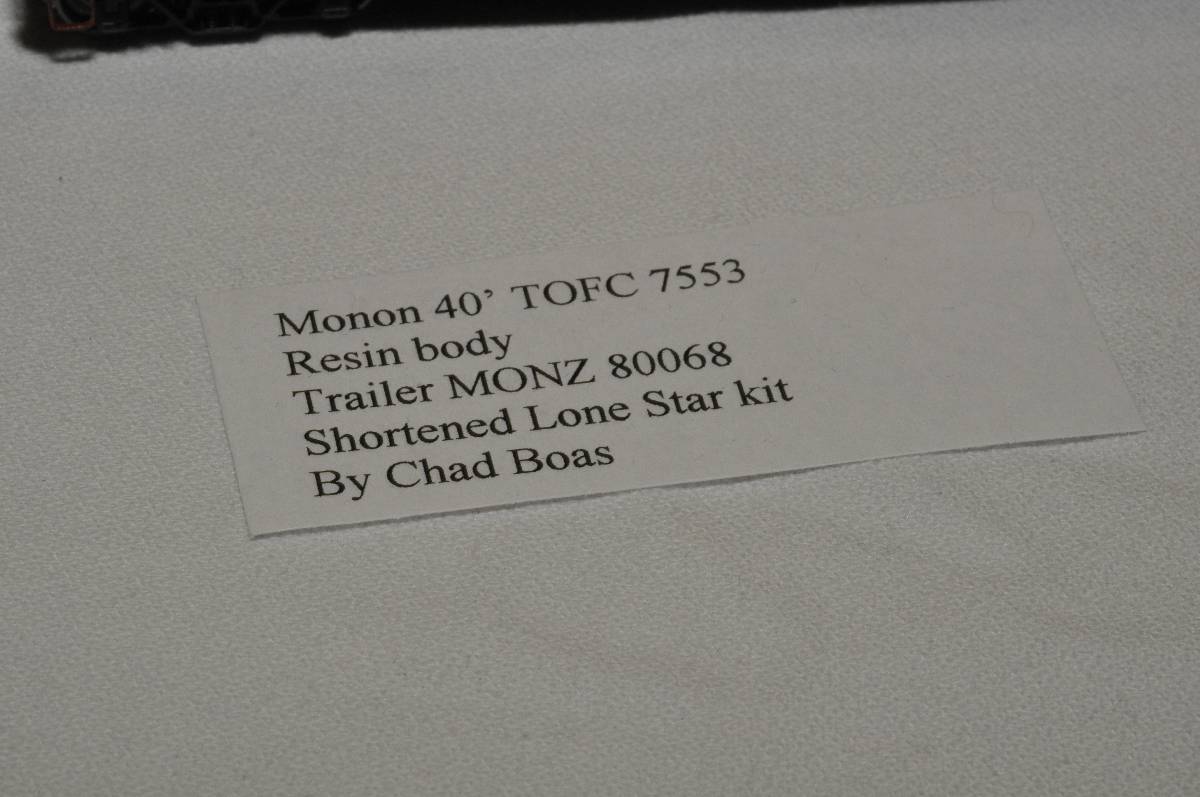 Monon 40’ TOFC 7553
Resin body
Trailer MONZ 80068
Shortened Lone Star kit
By Chad Boas